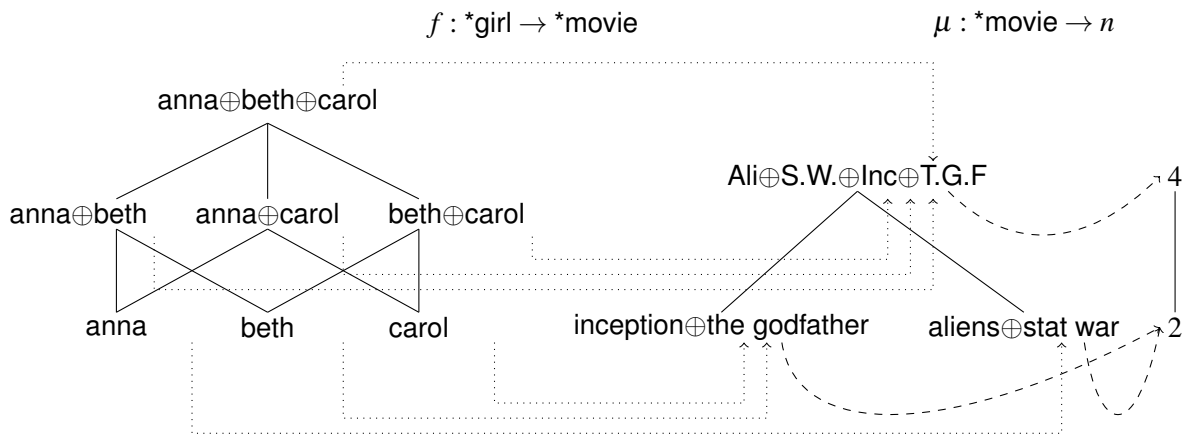 f : *girl → *movie
μ : *movie → n
anna⊕beth⊕carol
Ali⊕S.W.⊕Inc⊕T.G.F
4
anna⊕beth
anna⊕carol
beth⊕carol
anna
beth
carol
inception⊕the godfather
aliens⊕stat war
2